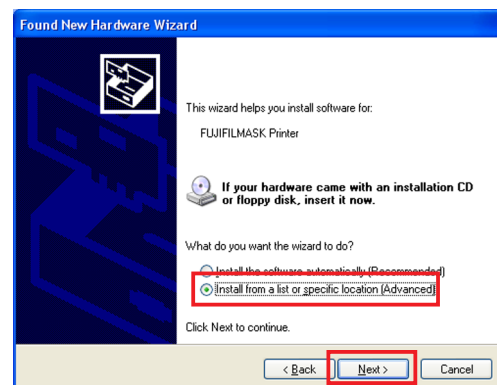 Found New Hardware Wizard
This wizard helps you install software for:
FUJIFILMASK Printer
If your hardware came with an installation CD
or floppy disk, insert it now.
What do you want the wizard to do?
Install the software automatically (Recommended)
Install from a list or specific location (Advanced)
Click Next to continue.
< Back Next > Cancel